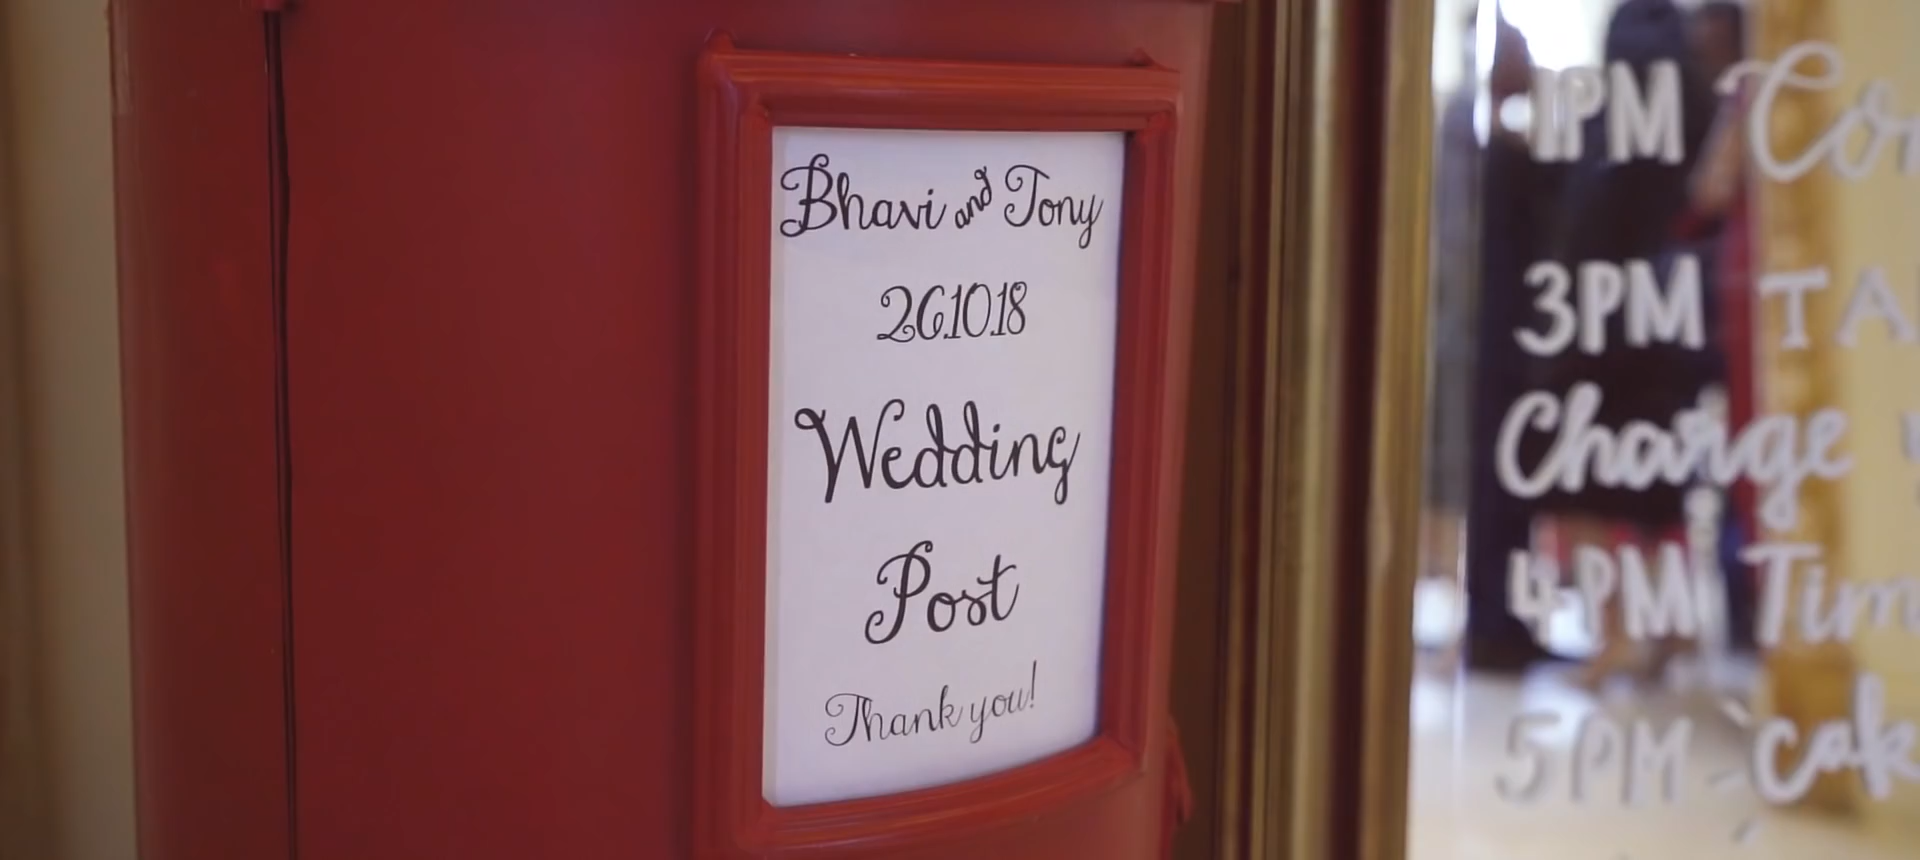 Bhavi and Tony
26.10.18
Wedding
Post
Thank you!
1PM
3PM
Change
4PM
5PM